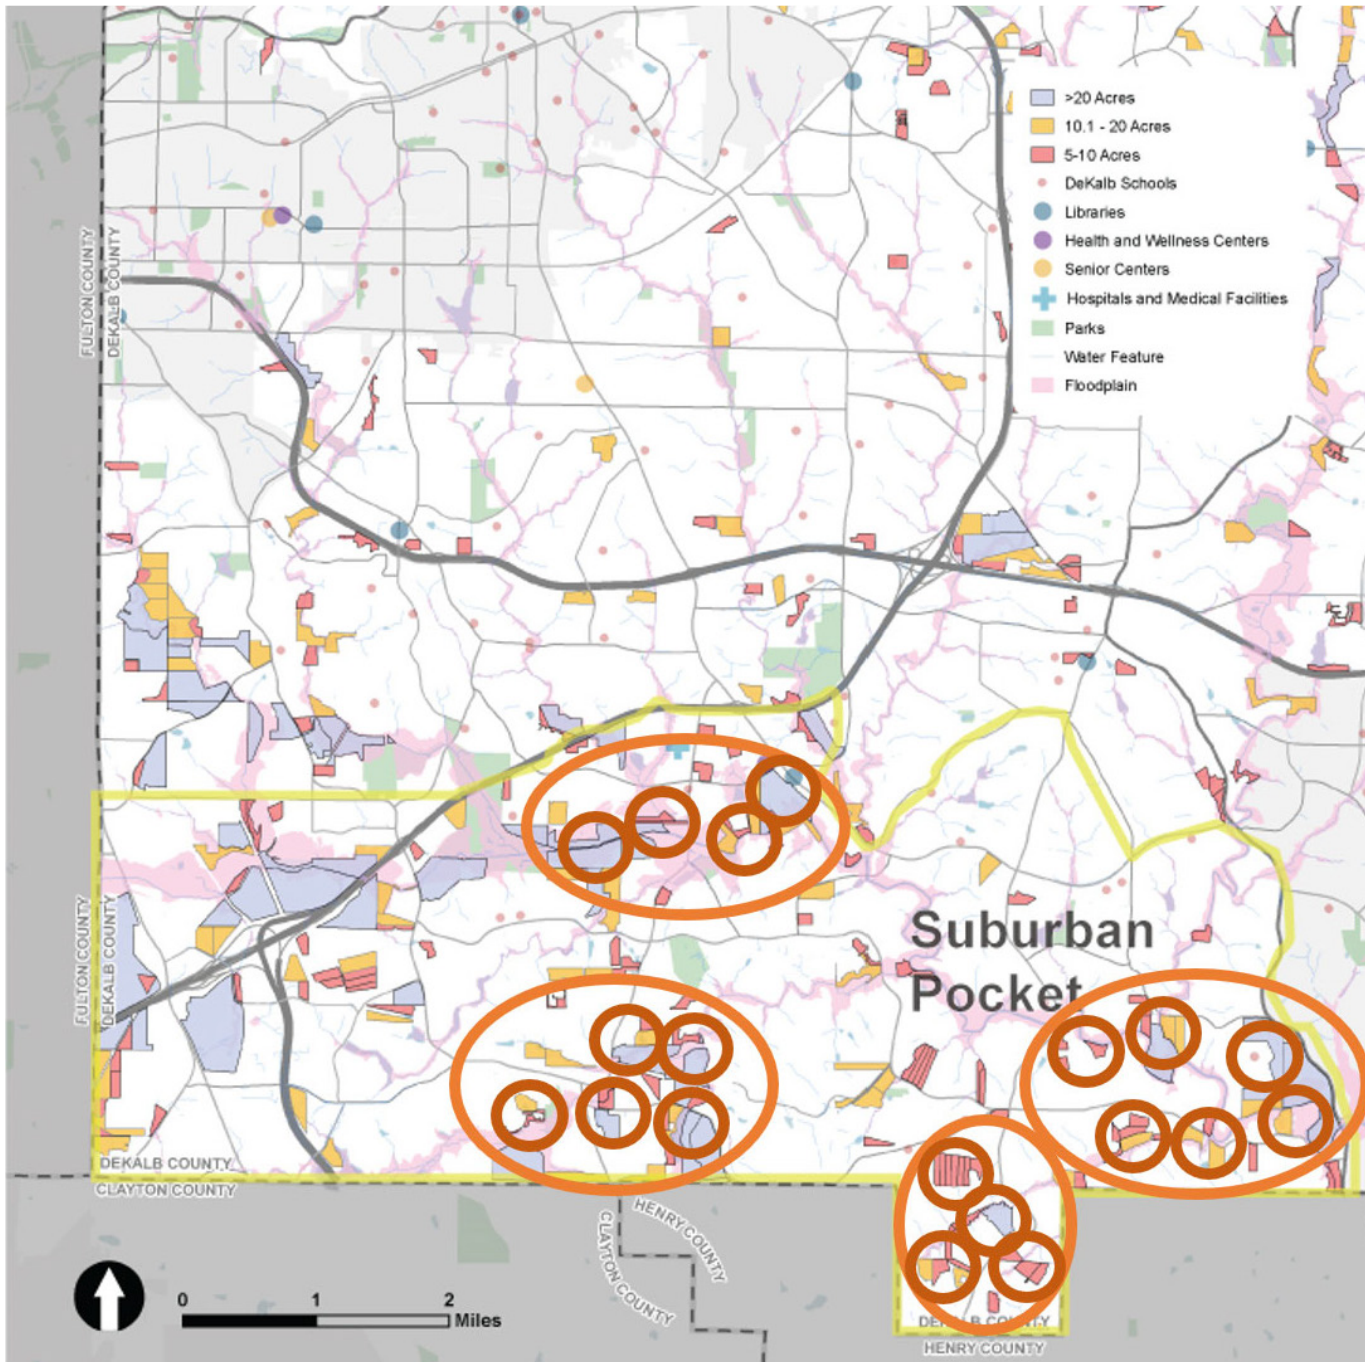 >20 Acres
10.1 - 20 Acres
5-10 Acres
DeKalb Schools
Libraries
Health and Wellness Centers
Senior Centers
Hospitals and Medical Facilities
Parks
Water Feature
Floodplain
FULTON COUNTY
DEKALB COUNTY
FULTON COUNTY
DEKALB COUNTY
Suburban
Pocket
DEKALB COUNTY
CLAYTON COUNTY
HENRY COUNTY
CLAYTON COUNTY
0 1 2
Miles
DEKALB COUNTY
HENRY COUNTY